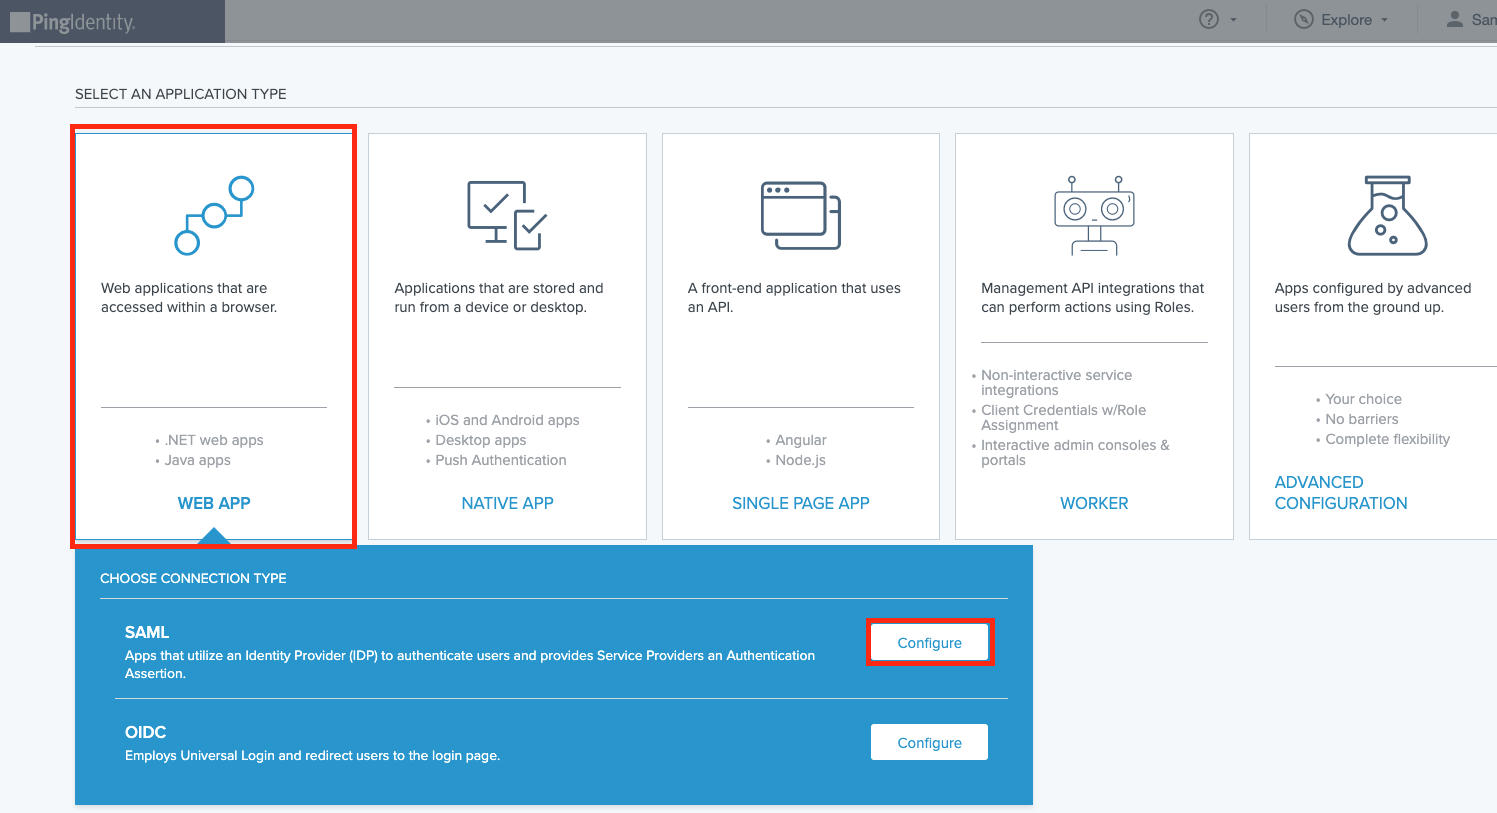 PingIdentity.
?
Explore
San
SELECT AN APPLICATION TYPE
Web applications that are
accessed within a browser.
• .NET web apps
• Java apps
WEB APP
Applications that are stored and
run from a device or desktop.
• iOS and Android apps
• Desktop apps
• Push Authentication
NATIVE APP
A front-end application that uses
an API.
• Angular
• Node.js
SINGLE PAGE APP
Management API integrations that
can perform actions using Roles.
• Non-interactive service
integrations
• Client Credentials w/Role
Assignment
• Interactive admin consoles &
portals
WORKER
Apps configured by advanced
users from the ground up.
• Your choice
• No barriers
• Complete flexibility
ADVANCED
CONFIGURATION
CHOOSE CONNECTION TYPE
SAML
Apps that utilize an Identity Provider (IDP) to authenticate users and provides Service Providers an Authentication
Assertion.
Configure
OIDC
Employs Universal Login and redirect users to the login page.
Configure